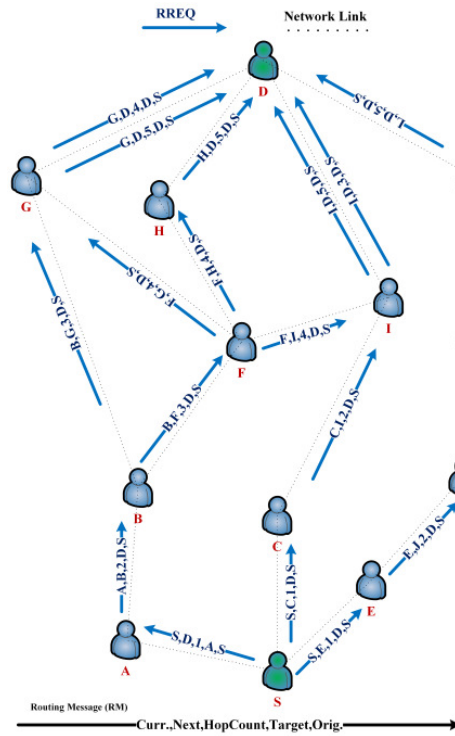 RREQ
Network Link
D
G,D,4,D,S
G,D,5,D,S
H,D,5,D,S
I,D,5,D,S
I,D,3,D,S
L,D,5,D,S
G
H
F,G,4,D,S
F,H,4,D,S
I
F,I,4,D,S
F
B,G,3,D,S
B,F,3,D,S
C,I,2,D,S
B
C
E,J,2,D,S
A,B,2,D,S
S,C,1,D,S
E
S,D,1,A,S
S,E,1,D,S
A
S
Routing Message (RM)
Curr.,Next,HopCount,Target,Orig.